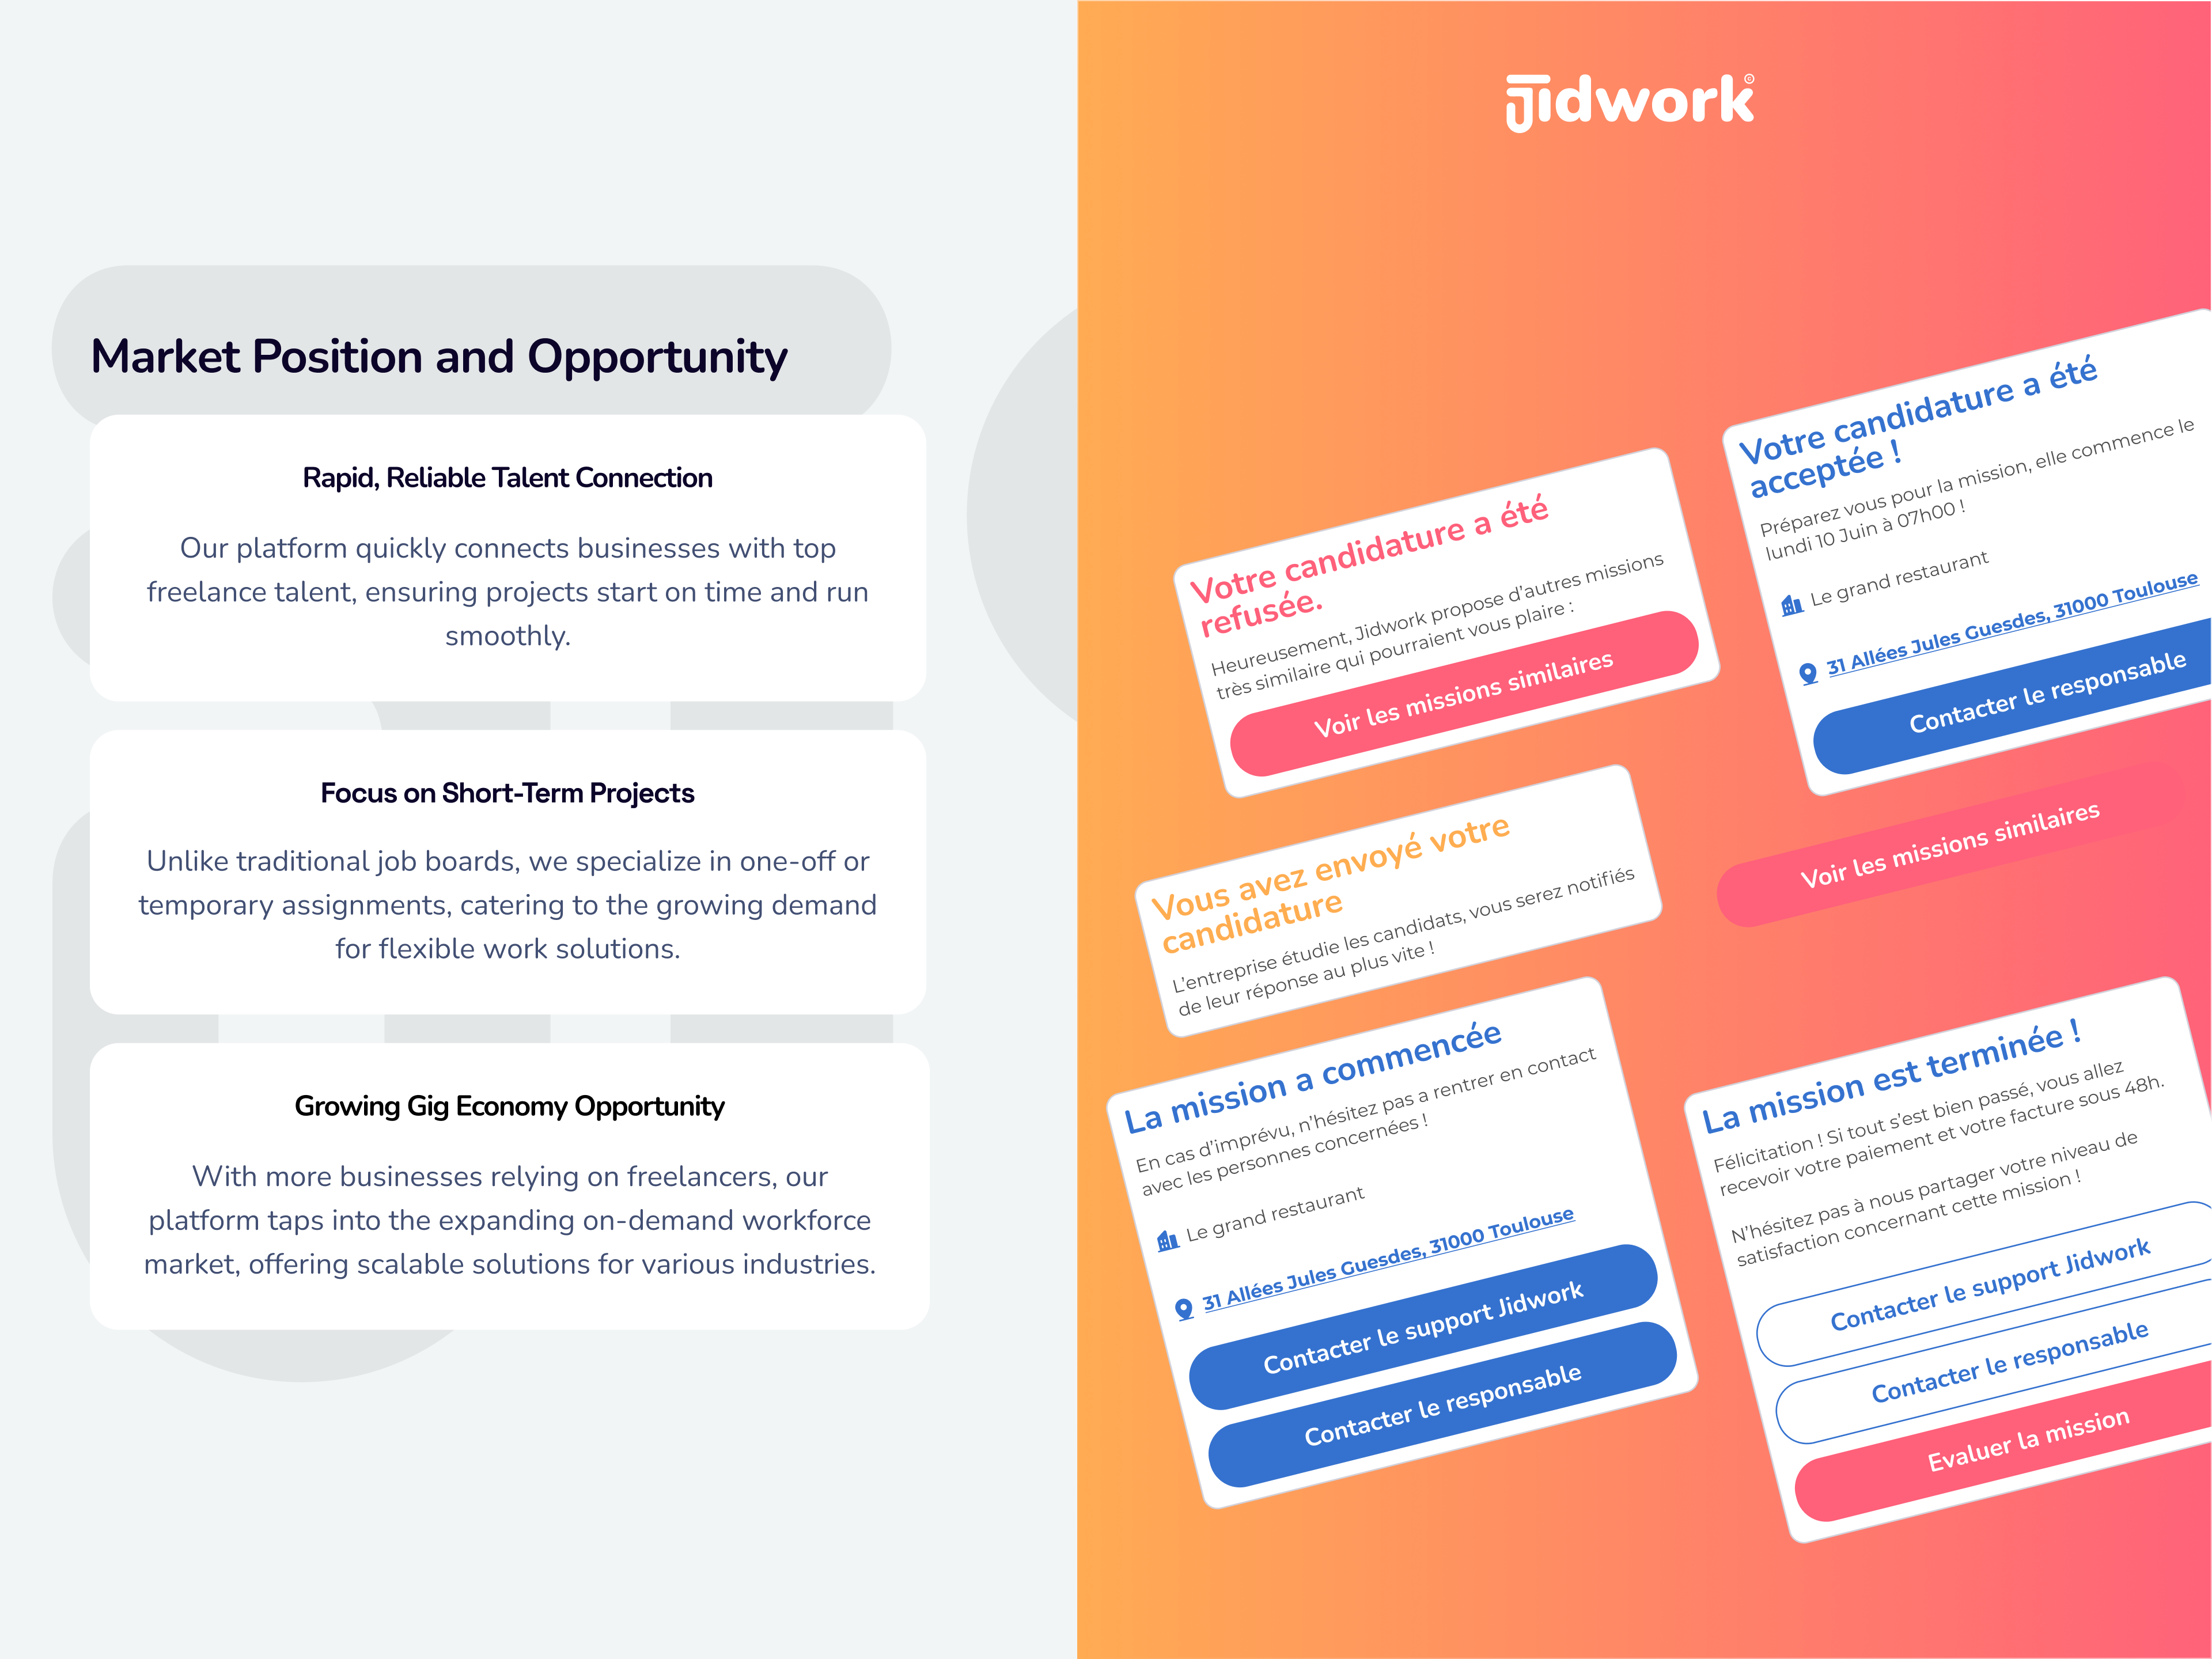 Market Position and Opportunity
Rapid, Reliable Talent Connection
Our platform quickly connects businesses with top
freelance talent, ensuring projects start on time and run
smoothly.
Focus on Short-Term Projects
Unlike traditional job boards, we specialize in one-off or
temporary assignments, catering to the growing demand
for flexible work solutions.
Growing Gig Economy Opportunity
With more businesses relying on freelancers, our
platform taps into the expanding on-demand workforce
market, offering scalable solutions for various industries.
Jidwork©
Votre candidature a été
refusée.
Heureusement, Jidwork propose d'autres missions
très similaire qui pourraient vous plaire :
Voir les missions similaires
Votre candidature a été
acceptée !
Préparez vous pour la mission, elle commence le
lundi 10 Juin à 07h00 !
Le grand restaurant
31 Allées Jules Guesdes, 31000 Toulouse
Contacter le responsable
Vous avez envoyé votre
candidature
L'entreprise étudie les candidats, vous serez notifiés
de leur réponse au plus vite !
Voir les missions similaires
La mission a commencée
En cas d'imprévu, n'hésitez pas a rentrer en contact
avec les personnes concernées !
Le grand restaurant
31 Allées Jules Guesdes, 31000 Toulouse
Contacter le support Jidwork
Contacter le responsable
La mission est terminée !
Félicitation ! Si tout s'est bien passé, vous allez
recevoir votre paiement et votre facture sous 48h.
N'hésitez pas à nous partager votre niveau de
satisfaction concernant cette mission !
Contacter le support Jidwork
Contacter le responsable
Evaluer la mission